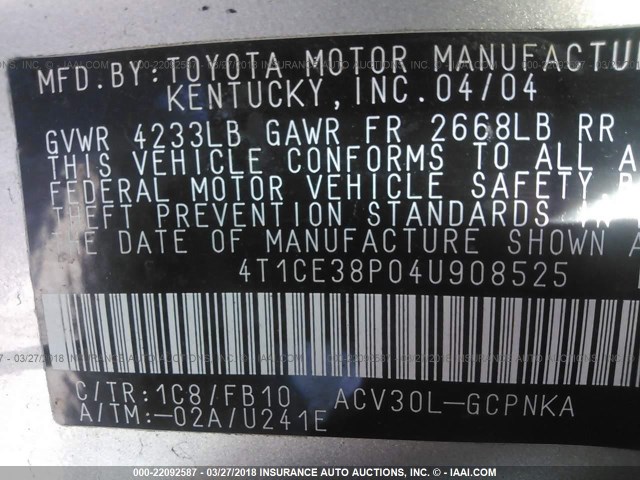 MFD. BY: TOYOTA MOTOR MANUFACTU
KENTUCKY, INC. 04/04
GVWR 4233LB GAWR FR 2668LB RR
THIS VEHICLE CONFORMS TO ALL A
FEDERAL MOTOR VEHICLE SAFETY
THEFT PREVENTION STANDARDS IN
THE DATE OF MANUFACTURE SHOWN A
4T1CE38P04U908525
C/TR: 1C8/FB10 ACV30L-GCPNKA
A/TM:-02A/U241E
000-22092587 - 03/27/2018 INSURANCE AUTO AUCTIONS, INC. © - IAAI.COM